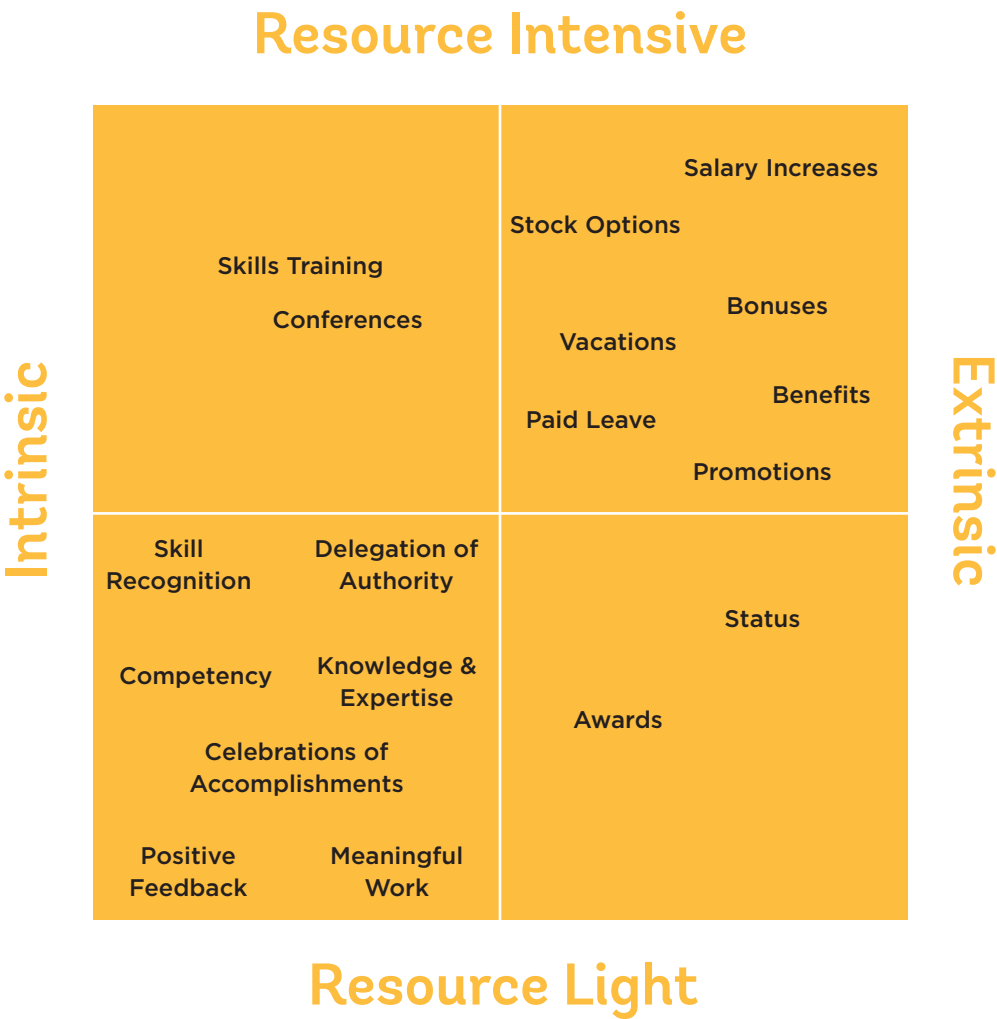 Resource Intensive
Intrinsic
Skills Training
Conferences
Salary Increases
Stock Options
Bonuses
Vacations
Benefits
Paid Leave
Promotions
Extrinsic
Skill
Recognition
Delegation of
Authority
Competency
Knowledge &
Expertise
Celebrations of
Accomplishments
Positive
Feedback
Meaningful
Work
Status
Awards
Resource Light